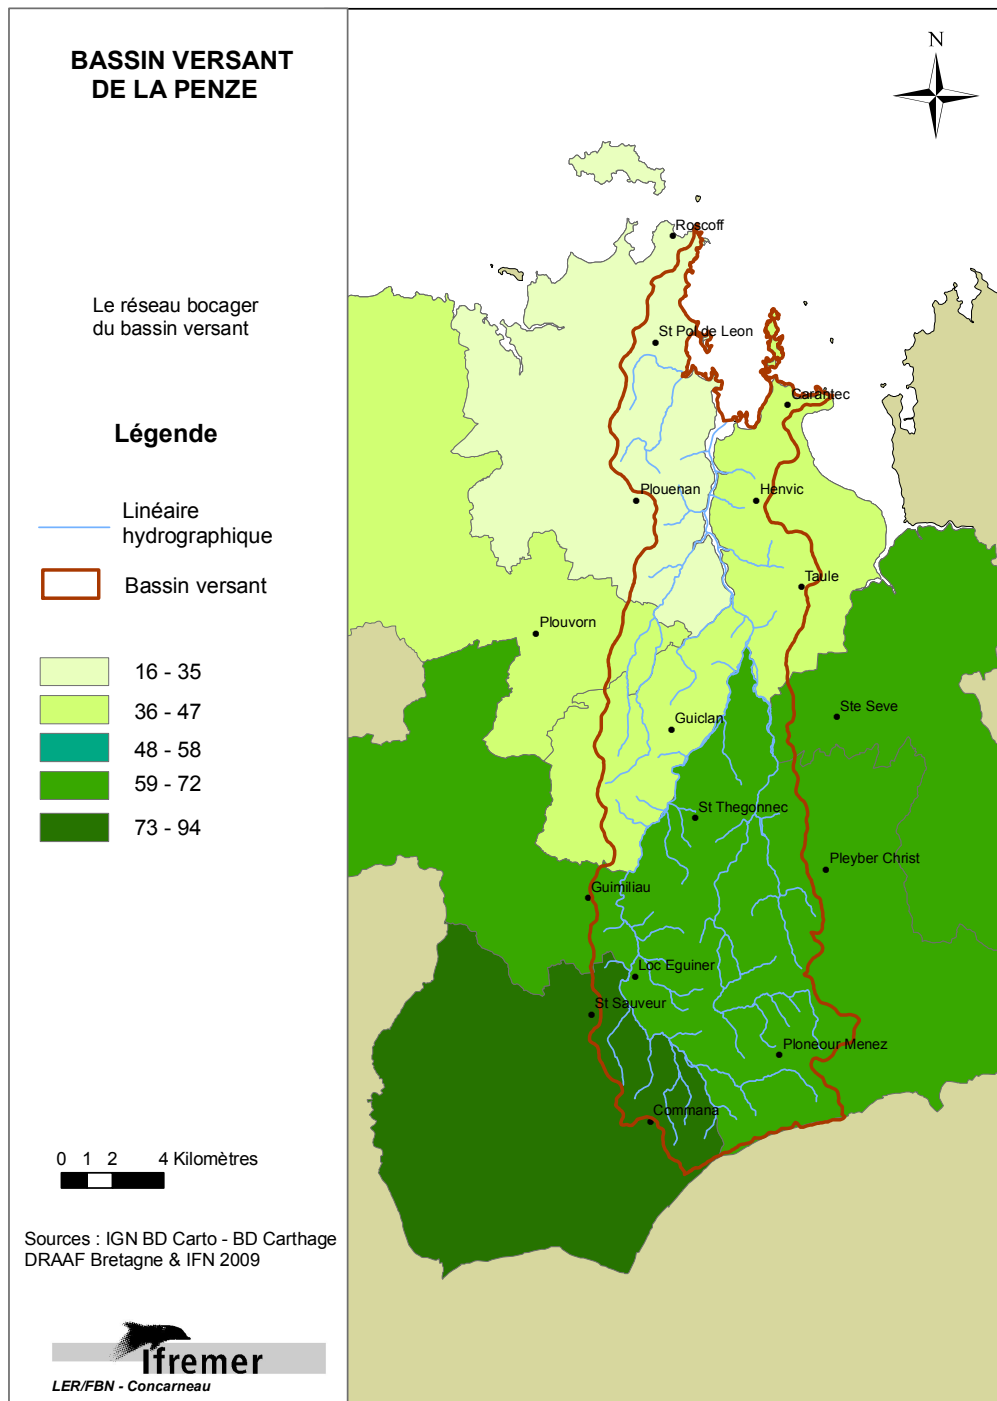 BASSIN VERSANT
DE LA PENZE
Le réseau bocager
du bassin versant
Légende
Linéaire
hydrographique
Bassin versant
16 - 35
36 - 47
48 - 58
59 - 72
73 - 94
0 1 2 4 Kilomètres
Sources : IGN BD Carto - BD Carthage
DRAAF Bretagne & IFN 2009
Ifremer
LER/FBN - Concarneau
N
Roscoff
St Pol de Leon
Carantec
Plouenan
Henvic
Taule
Plouvorn
Ste Seve
Guiclan
St Thegonnec
Pleyber Christ
Guimiliau
Loc Eguiner
St Sauveur
Ploneour Menez
Commana